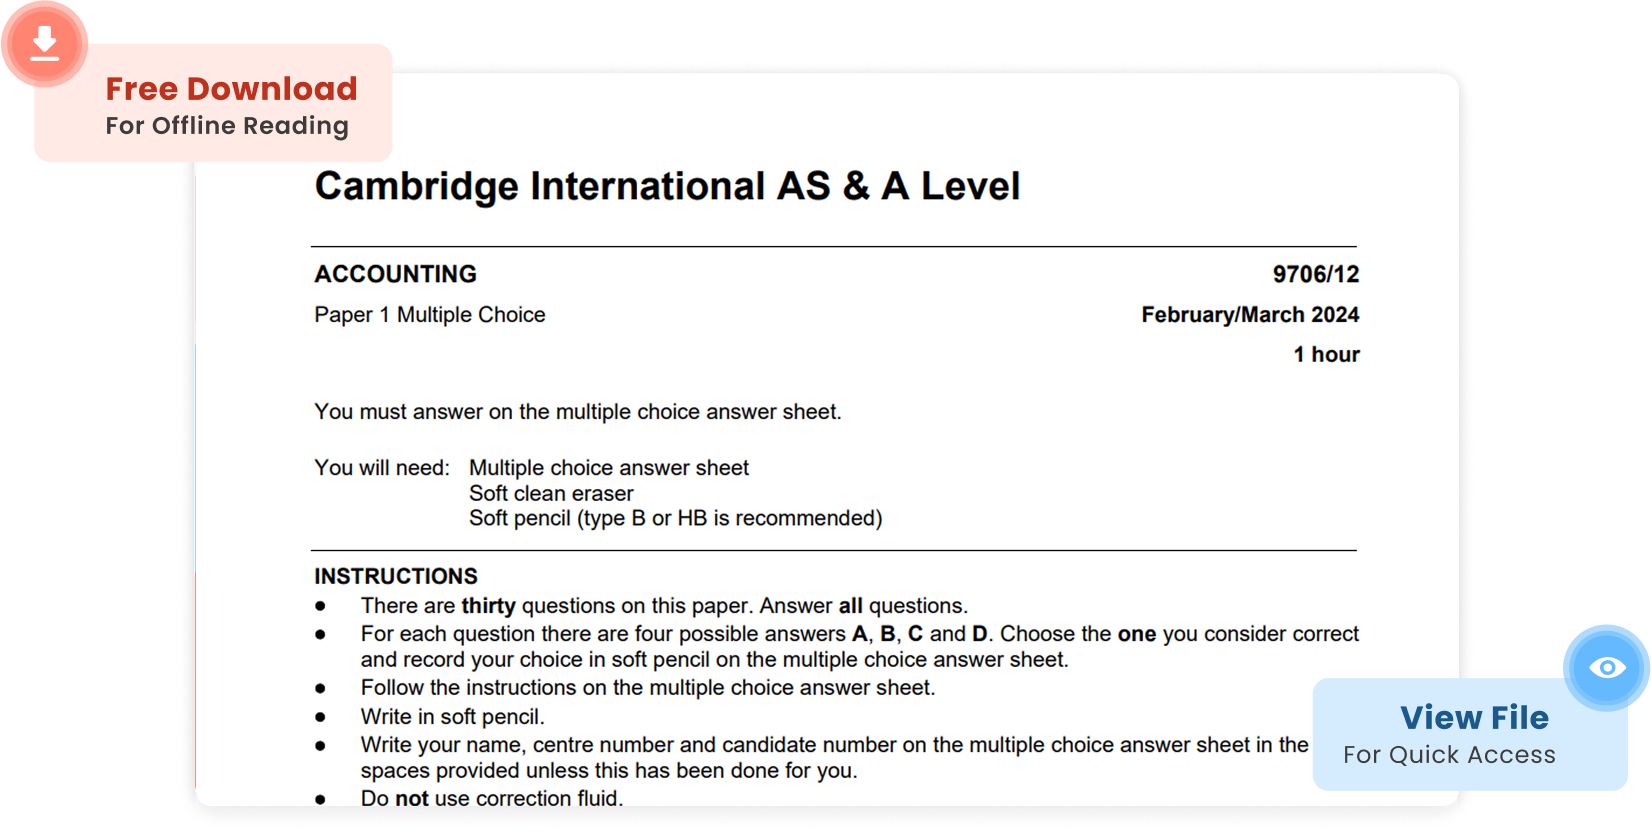 Free Download
For Offline Reading
Cambridge International AS & A Level
ACCOUNTING 9706/12
Paper 1 Multiple Choice February/March 2024
1 hour
You must answer on the multiple choice answer sheet.
You will need: Multiple choice answer sheet
Soft clean eraser
Soft pencil (type B or HB is recommended)
INSTRUCTIONS
● There are thirty questions on this paper. Answer all questions.
● For each question there are four possible answers A, B, C and D. Choose the one you consider correct
and record your choice in soft pencil on the multiple choice answer sheet.
● Follow the instructions on the multiple choice answer sheet.
● Write in soft pencil.
● Write your name, centre number and candidate number on the multiple choice answer sheet in the
spaces provided unless this has been done for you.
● Do not use correction fluid.
View File
For Quick Access